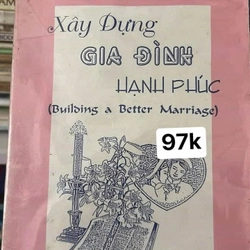 Xây Dựng
GIA ĐÌNH
HẠNH PHÚC
(Building a Better Marriage)
97k